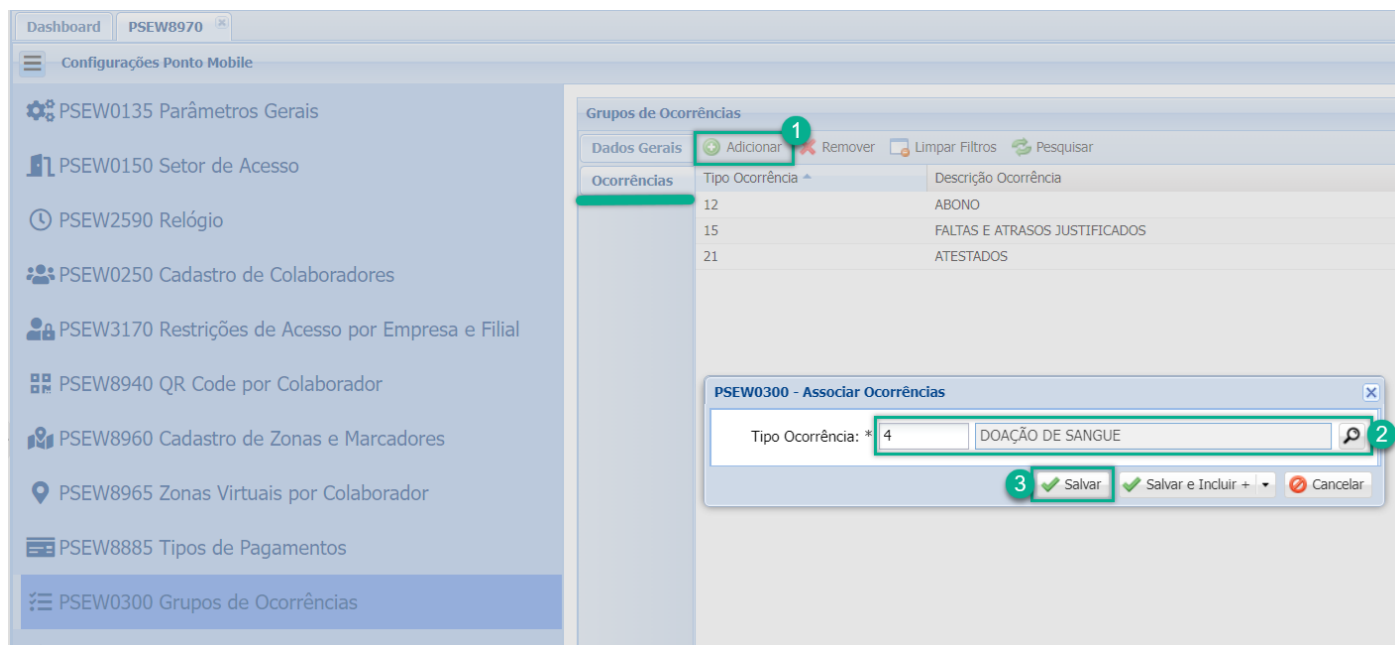 Dashboard PSEW8970
Configurações Ponto Mobile
PSEW0135 Parâmetros Gerais
PSEW0150 Setor de Acesso
PSEW2590 Relógio
PSEW0250 Cadastro de Colaboradores
PSEW3170 Restrições de Acesso por Empresa e Filial
PSEW8940 QR Code por Colaborador
PSEW8960 Cadastro de Zonas e Marcadores
PSEW8965 Zonas Virtuais por Colaborador
PSEW8885 Tipos de Pagamentos
PSEW0300 Grupos de Ocorrências
Grupos de Ocorrências
1
Dados Gerais Adicionar Remover Limpar Filtros Pesquisar
Ocorrências Tipo Ocorrência Descrição Ocorrência
12 ABONO
15 FALTAS E ATRASOS JUSTIFICADOS
21 ATESTADOS
PSEW0300 - Associar Ocorrências
Tipo Ocorrência: * 4 DOAÇÃO DE SANGUE 2
3 Salvar Salvar e Incluir + Cancelar